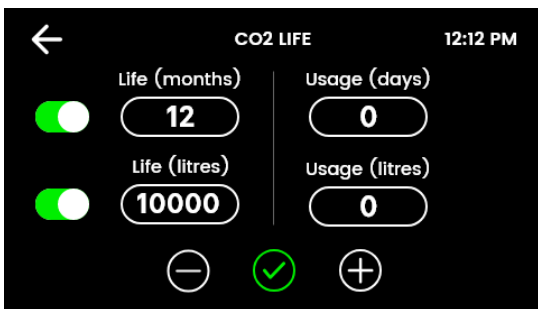 CO2 LIFE 12:12 PM
Life (months) Usage (days)
12 0
Life (litres) Usage (litres)
10000 0